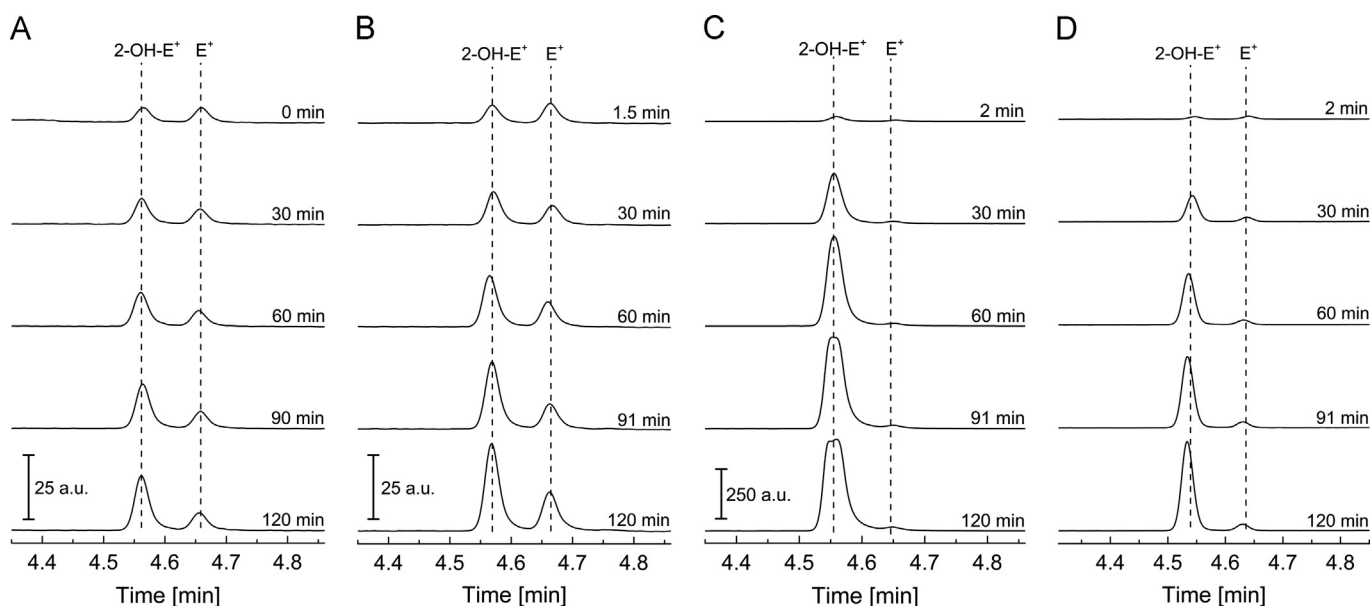 A
2-OH-E⁺ E⁺
0 min
30 min
60 min
90 min
25 a.u.
120 min
4.4 4.5 4.6 4.7 4.8
Time [min]
B
2-OH-E⁺ E⁺
1.5 min
30 min
60 min
91 min
25 a.u.
120 min
4.4 4.5 4.6 4.7 4.8
Time [min]
C
2-OH-E⁺ E⁺
2 min
30 min
60 min
91 min
250 a.u.
120 min
4.4 4.5 4.6 4.7 4.8
Time [min]
D
2-OH-E⁺ E⁺
2 min
30 min
60 min
91 min
120 min
4.4 4.5 4.6 4.7 4.8
Time [min]